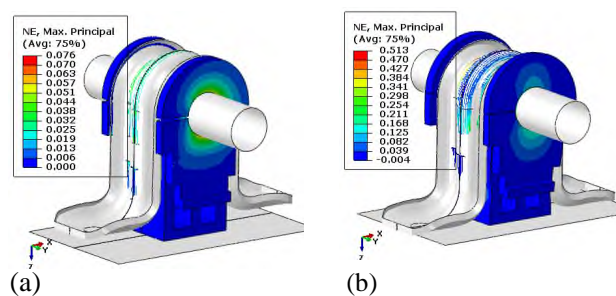 NE, Max. Principal
(Avg: 75%)
0.076
0.070
0.063
0.057
0.051
0.044
0.038
0.032
0.025
0.019
0.013
0.006
0.000
X
Y
Z
(a)
NE, Max. Principal
(Avg: 75%)
0.513
0.470
0.427
0.384
0.341
0.298
0.254
0.211
0.168
0.125
0.082
0.039
-0.004
X
Y
Z
(b)